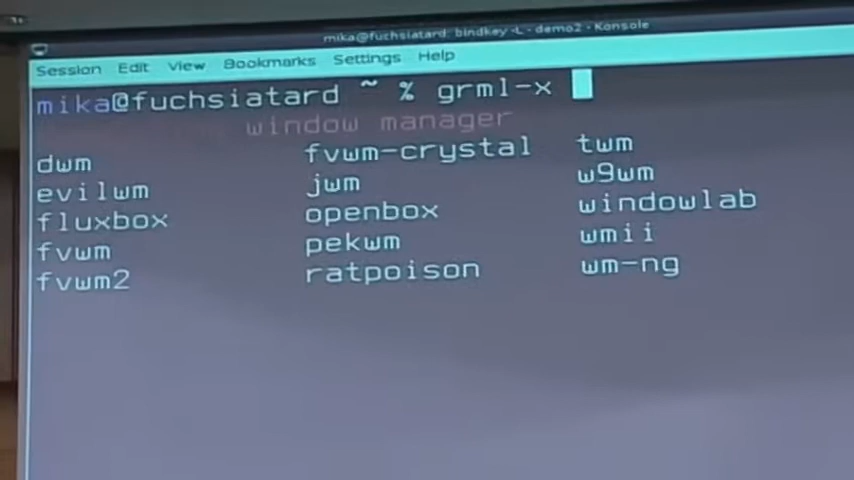 mika@fuchsiatard: bindkey -L - demo2 - Konsole
Session Edit View Bookmarks Settings Help
mika@fuchsiatard ~ % grml-x
window manager
dwm fvwm-crystal twm
evilwm jwm w9wm
fluxbox openbox windowlab
fvwm pekwm wmii
fvwm2 ratpoison wm-ng